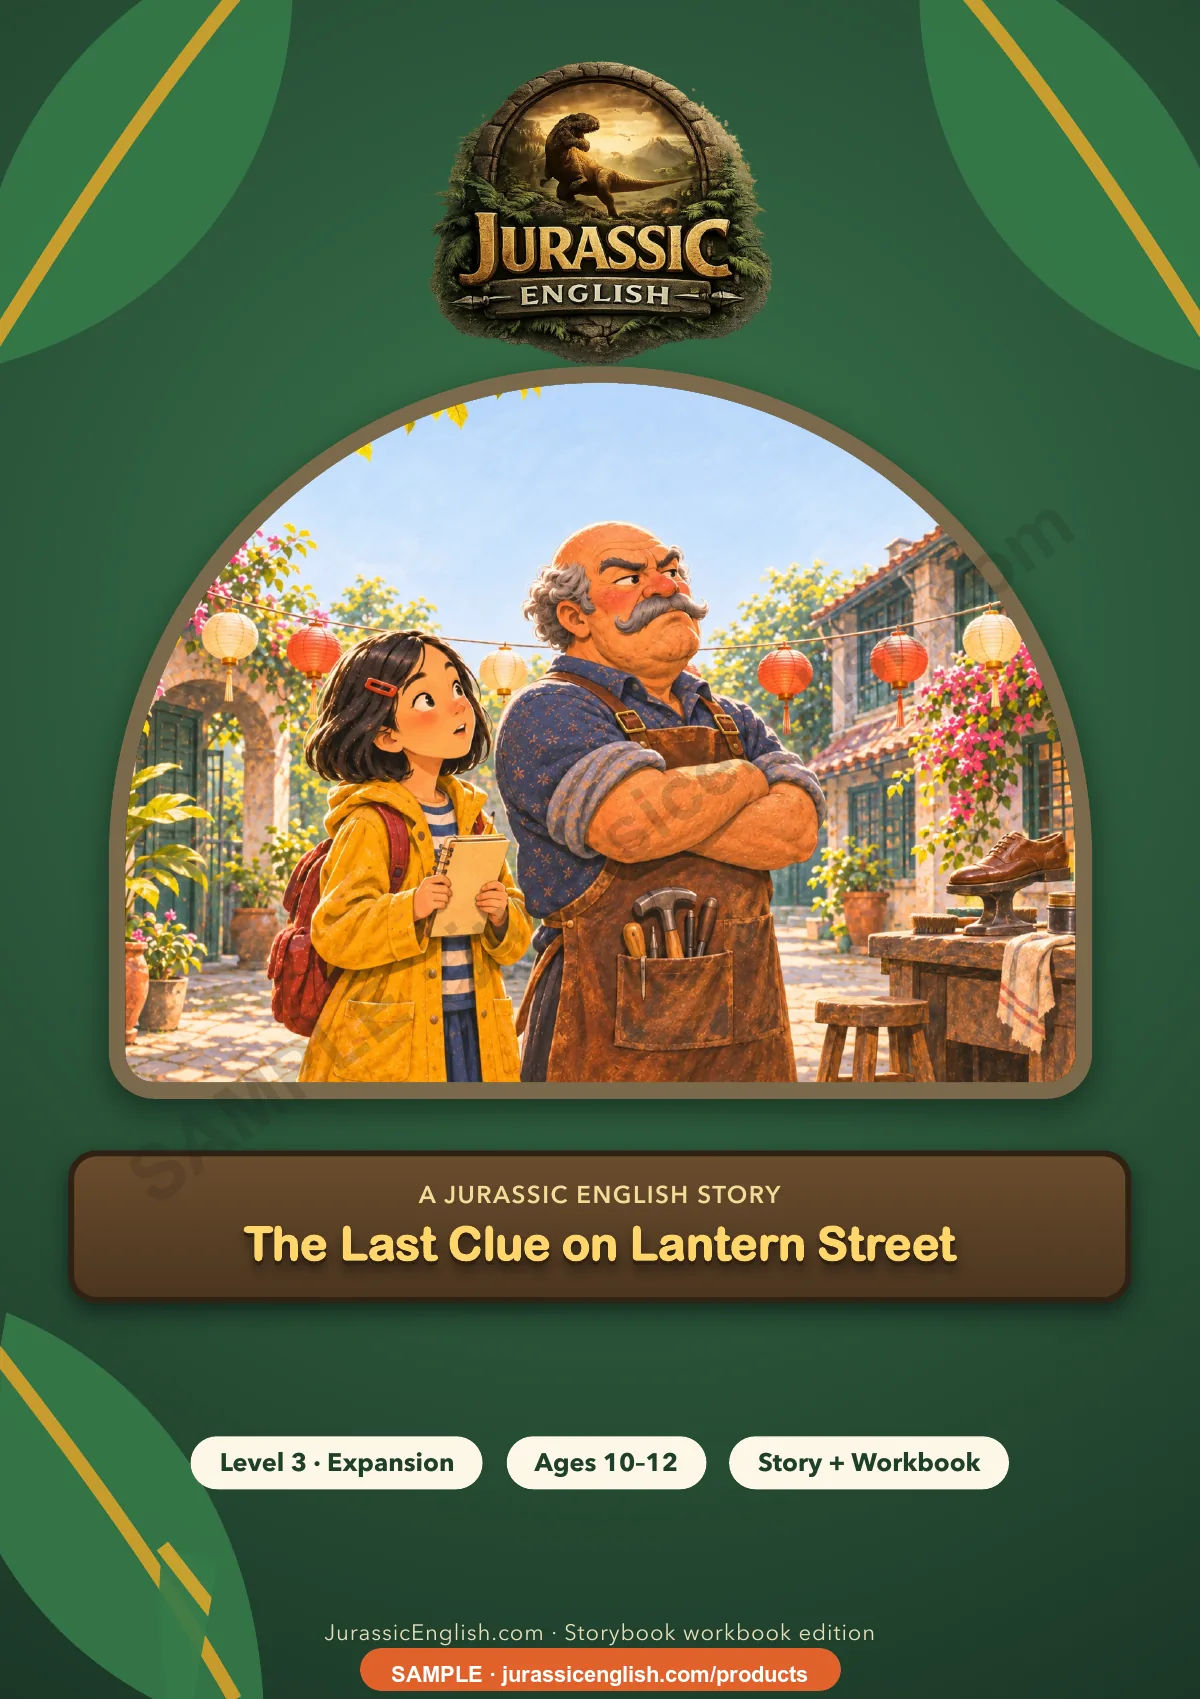 JURASSIC
ENGLISH
A JURASSIC ENGLISH STORY
The Last Clue on Lantern Street
Level 3 · Expansion
Ages 10–12
Story + Workbook
JurassicEnglish.com · Storybook workbook edition
SAMPLE · jurassicenglish.com/products